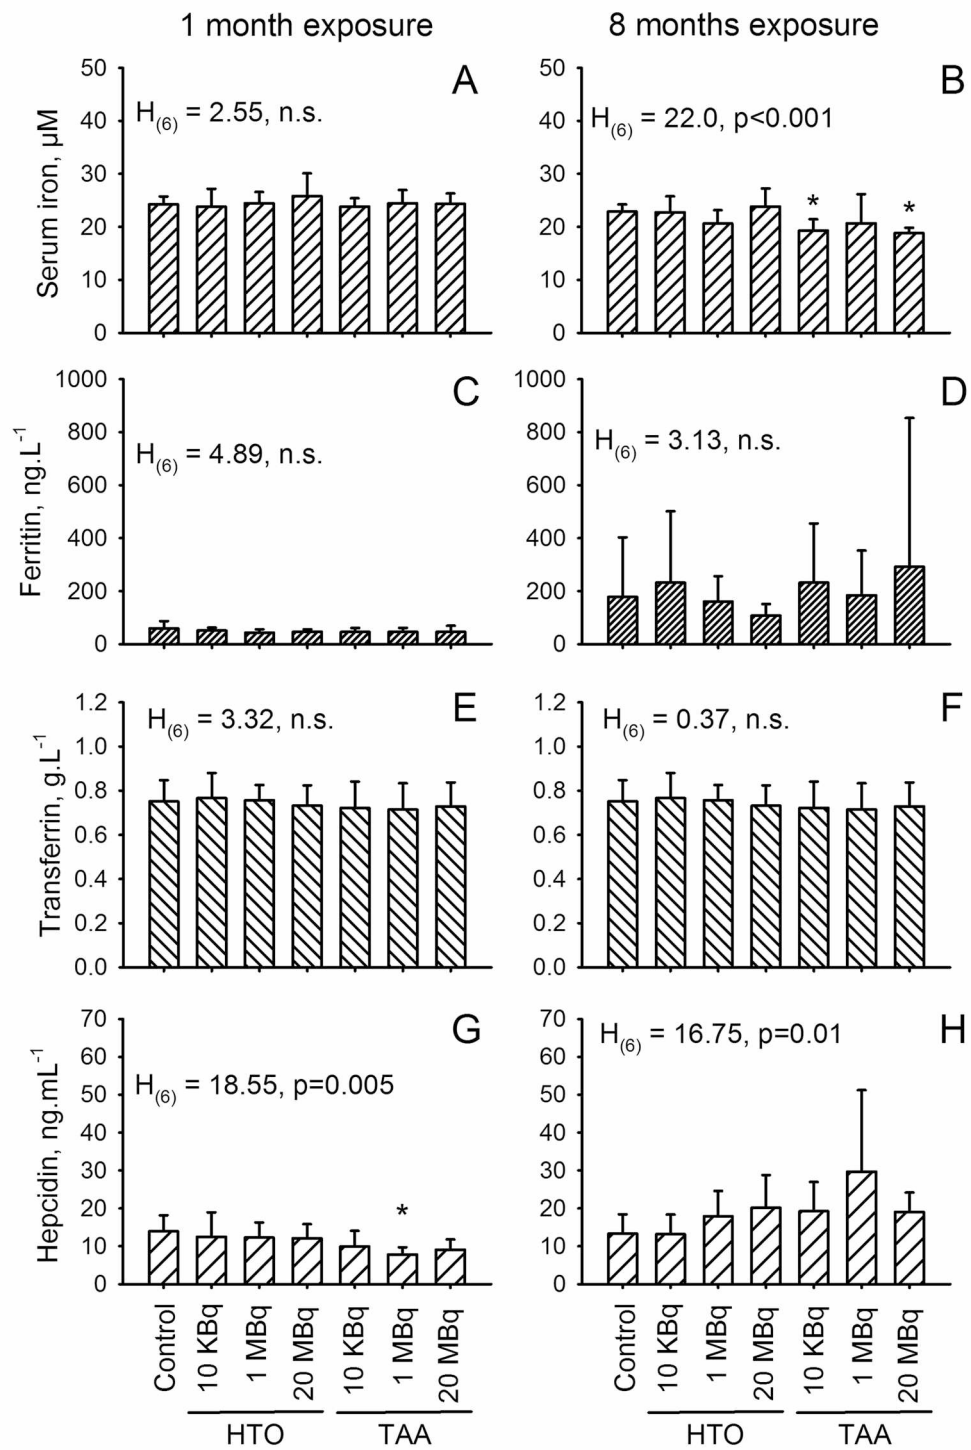 1 month exposure
8 months exposure
A
Serum iron, µM
50
40
30
20
10
0
H(6) = 2.55, n.s.
B
50
40
30
20
10
0
H(6) = 22.0, p<0.001
*
*
C
Ferritin, ng.L-1
1000
800
600
400
200
0
H(6) = 4.89, n.s.
D
1000
800
600
400
200
0
H(6) = 3.13, n.s.
E
Transferrin, g.L-1
1.2
1.0
0.8
0.6
0.4
0.2
0.0
H(6) = 3.32, n.s.
F
1.2
1.0
0.8
0.6
0.4
0.2
0.0
H(6) = 0.37, n.s.
G
Hepcidin, ng.mL-1
70
60
50
40
30
20
10
0
H(6) = 18.55, p=0.005
*
H
70
60
50
40
30
20
10
0
H(6) = 16.75, p=0.01
Control
10 KBq
1 MBq
20 MBq
10 KBq
1 MBq
20 MBq
HTO
TAA
Control
10 KBq
1 MBq
20 MBq
10 KBq
1 MBq
20 MBq
HTO
TAA